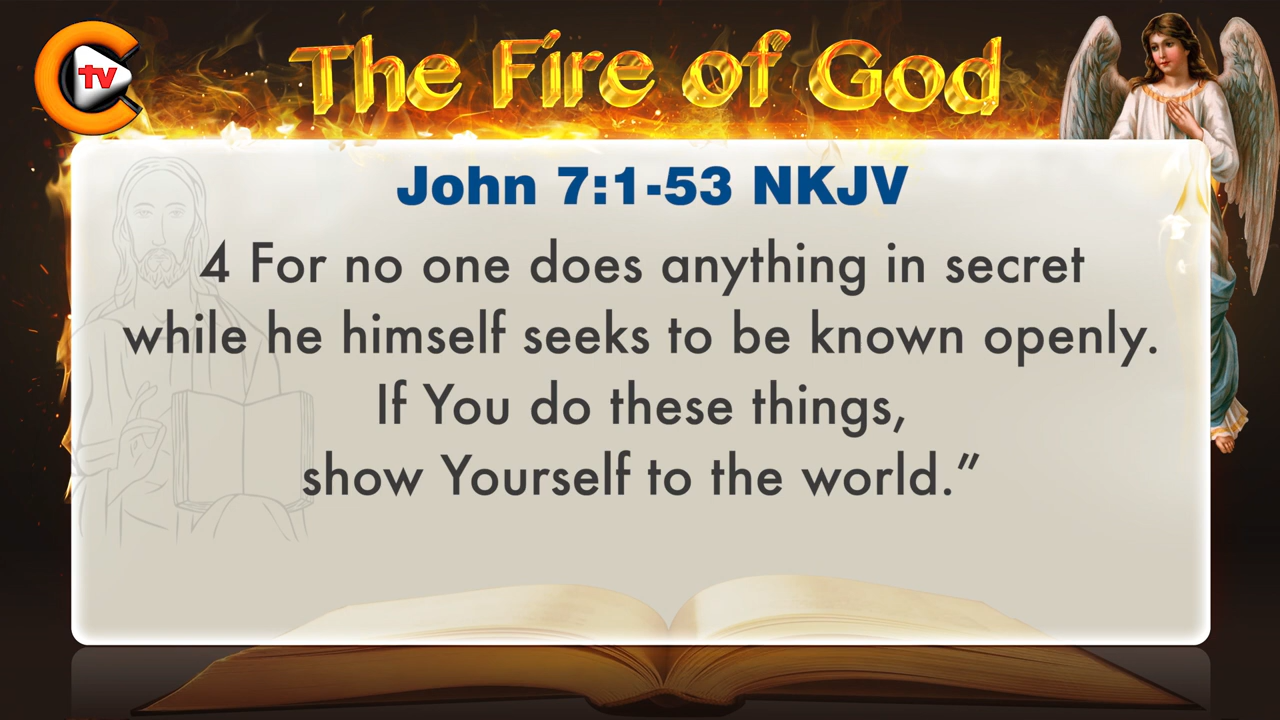 tv
The Fire of God
John 7:1-53 NKJV
4 For no one does anything in secret
while he himself seeks to be known openly.
If You do these things,
show Yourself to the world.”